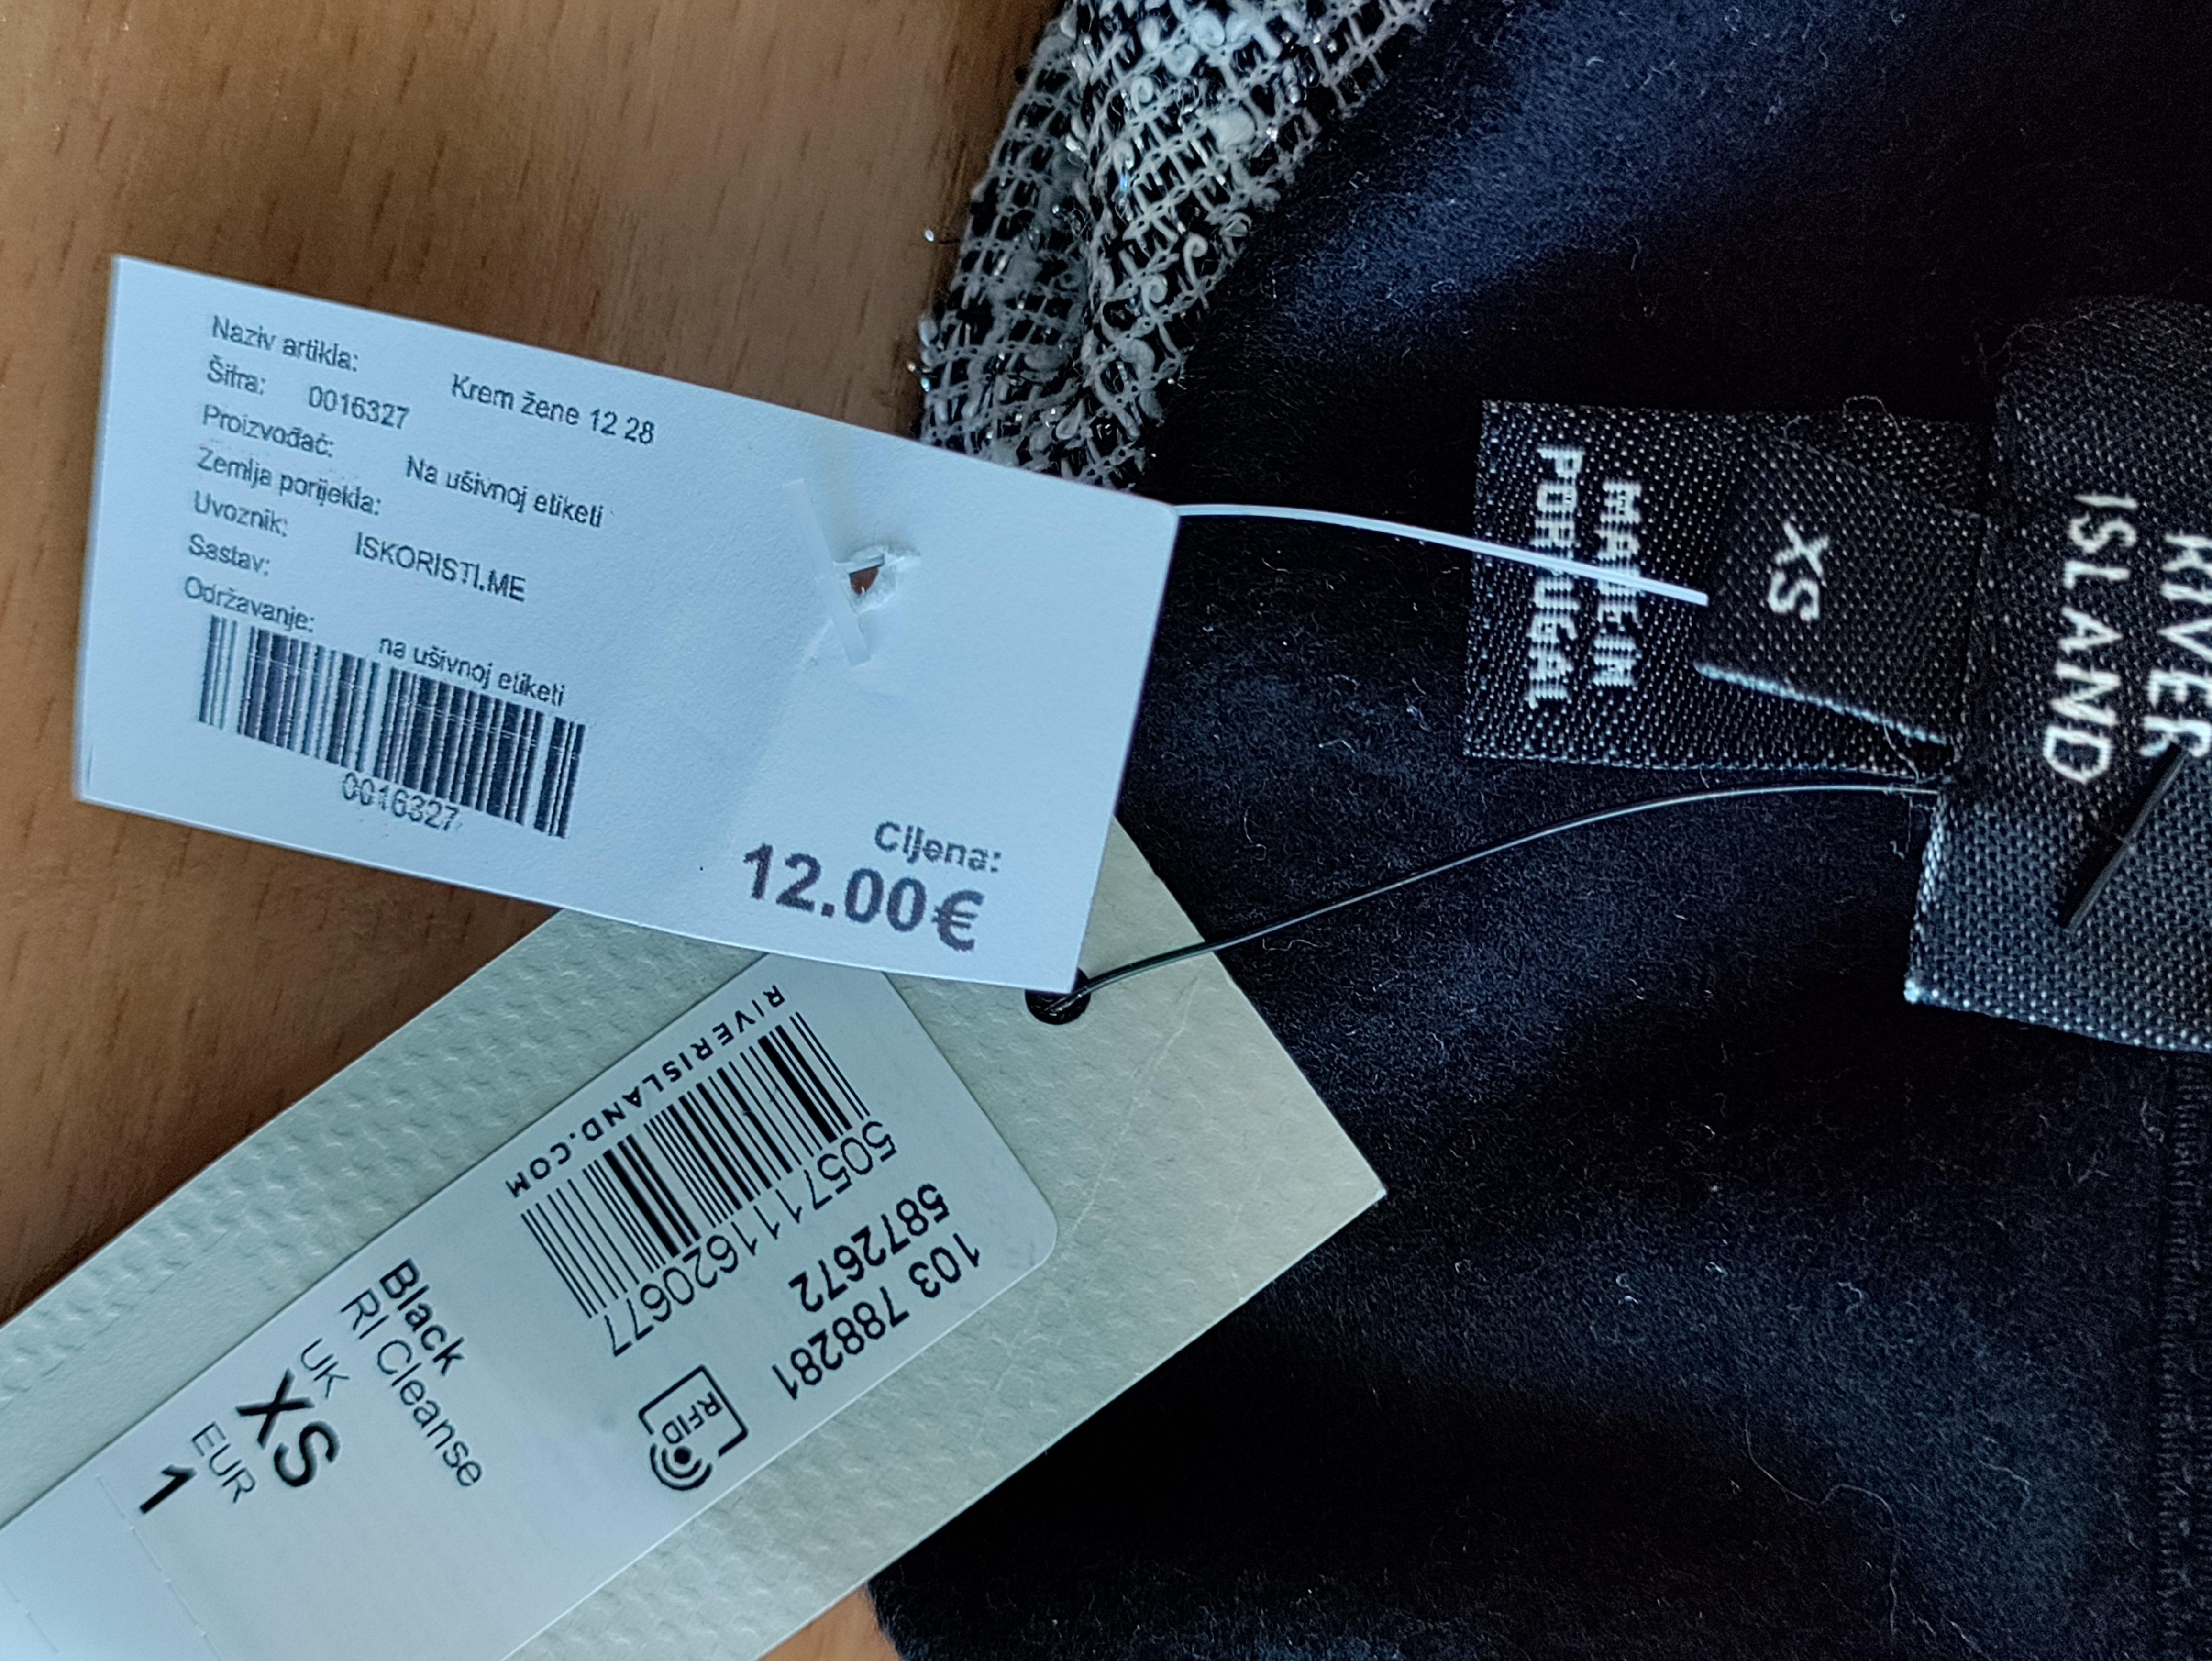 Naziv artikla: Krem žene 12 28
Šifra: 0016327
Proizvođač: Na ušivnoj etiketi
Zemlja porijekla:
Uvoznik: ISKORISTI.ME
Sastav:
Održavanje: na ušivnoj etiketi
0016327
Cijena:
12.00€
RIVER
ISLAND
XS
MADE IN
PORTUGAL
RIVERISLAND.COM
5057111620677
5872672
103 788281
RFID
Black
RI Cleanse
UK
XS
EUR
1